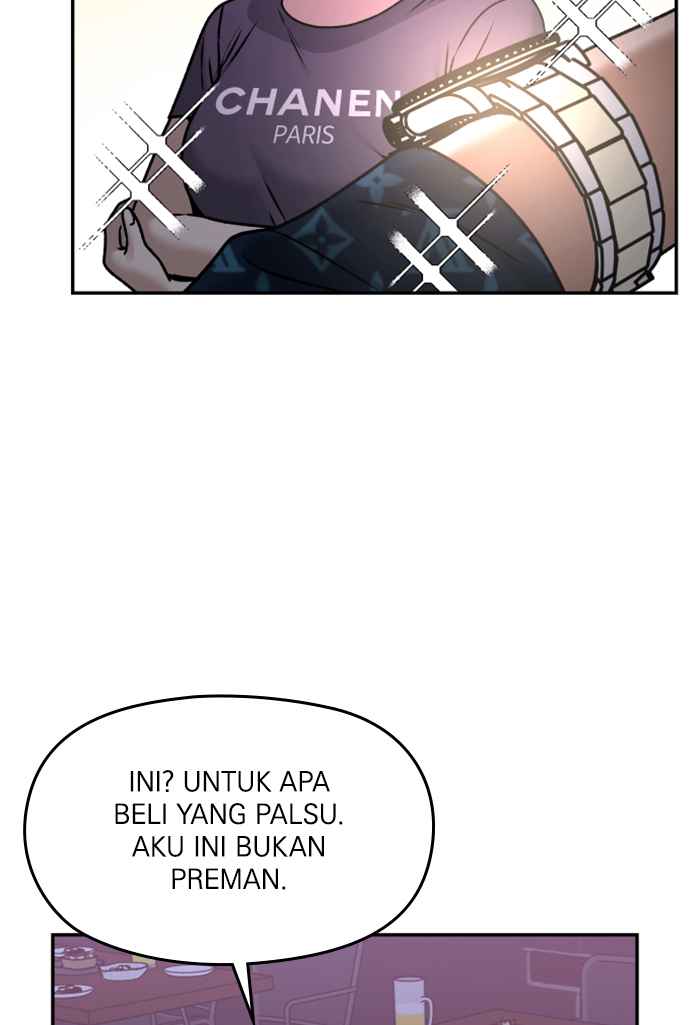 CHANEN
PARIS
INI? UNTUK APA
BELI YANG PALSU.
AKU INI BUKAN
PREMAN.